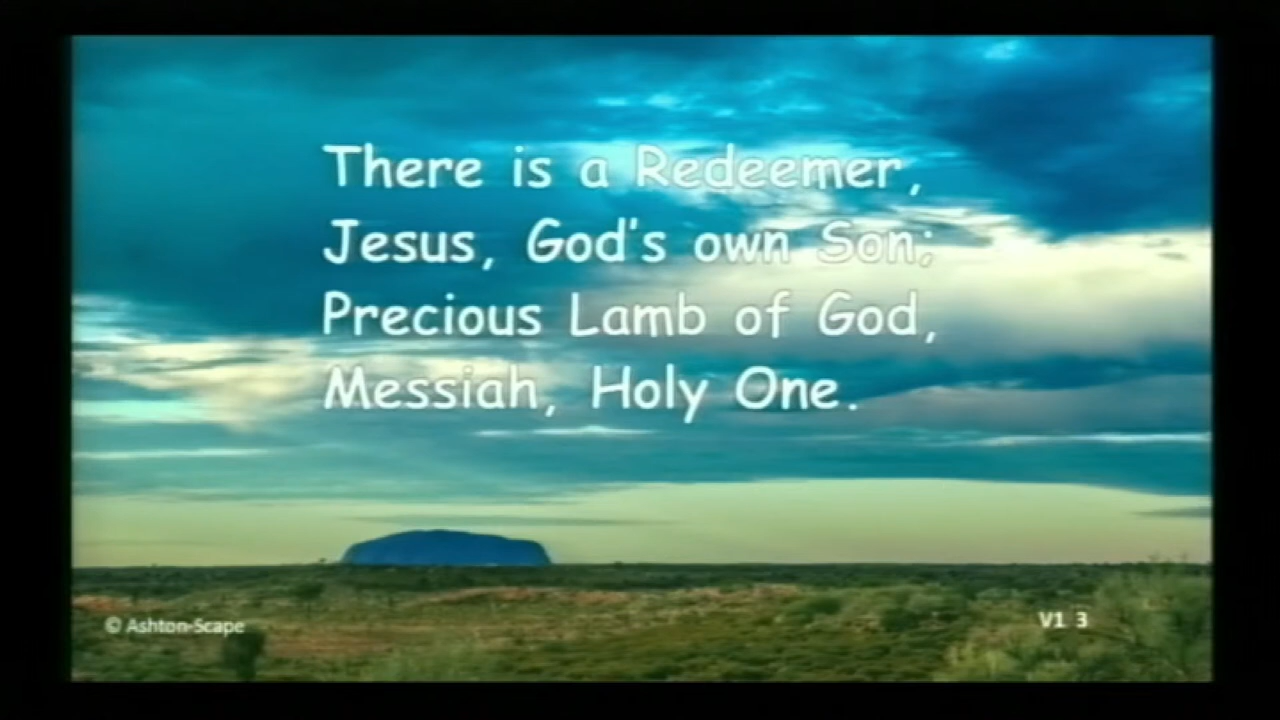 There is a Redeemer,
Jesus, God's own Son;
Precious Lamb of God,
Messiah, Holy One.
© Ashton-Scape
V1 3